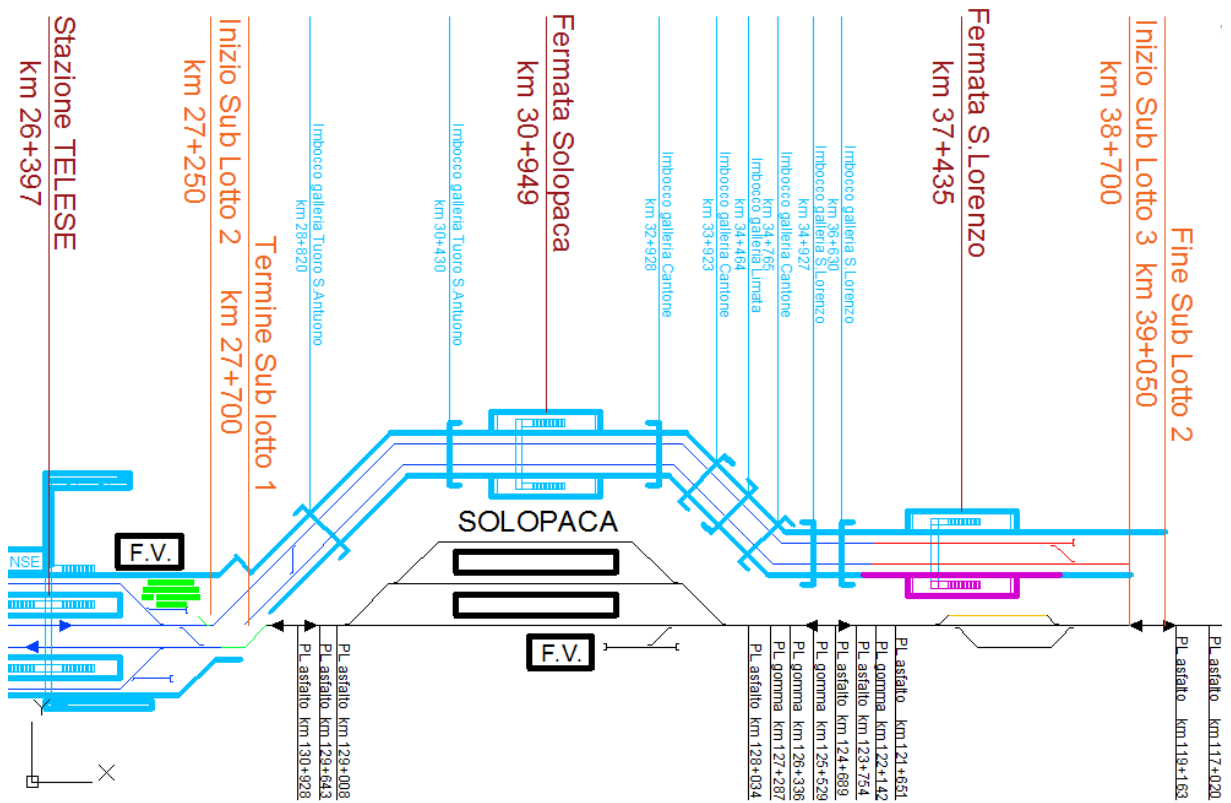 Stazione TELESE
km 26+397
Inizio Sub Lotto 2
km 27+250
Termine Sub lotto 1
km 27+700
Imbocco galleria Tuoro S.Antuono
km 28+820
Imbocco galleria Tuoro S.Antuono
km 30+430
Fermata Solopaca
km 30+949
Imbocco galleria Cantone
km 32+928
Imbocco galleria Cantone
km 33+923
Imbocco galleria Limata
km 34+464
Imbocco galleria Cantone
km 34+765
Imbocco galleria S.Lorenzo
km 34+927
Imbocco galleria S.Lorenzo
km 36+630
Fermata S.Lorenzo
km 37+435
Inizio Sub Lotto 3
km 38+700
Fine Sub Lotto 2
km 39+050
SOLOPACA
F.V.
NSE
F.V.
PL asfalto km 130+928
PL asfalto km 129+643
PL asfalto km 129+008
PL asfalto km 128+034
PL gomma km 127+287
PL gomma km 126+336
PL gomma km 125+529
PL asfalto km 124+689
PL asfalto km 123+754
PL gomma km 122+142
PL asfalto km 121+651
PL asfalto km 119+163
PL asfalto km 117+020
Y
X